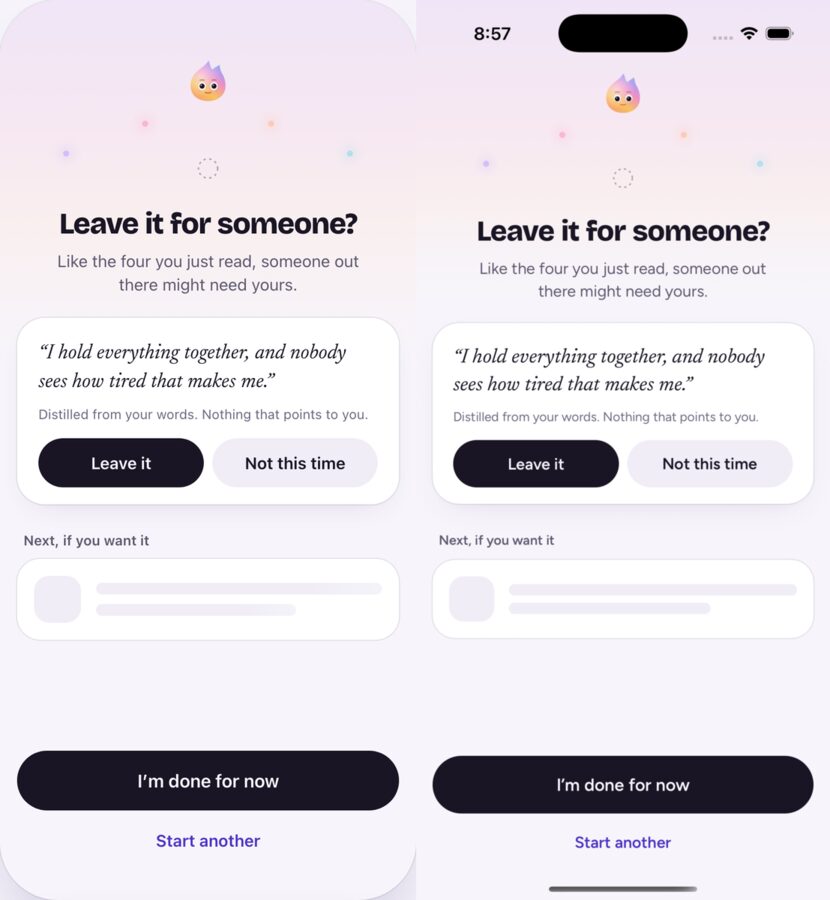 Leave it for someone?
Like the four you just read, someone out
there might need yours.
“I hold everything together, and nobody
sees how tired that makes me.”
Distilled from your words. Nothing that points to you.
Leave it
Not this time
Next, if you want it
I’m done for now
Start another
8:57
Leave it for someone?
Like the four you just read, someone out
there might need yours.
“I hold everything together, and nobody
sees how tired that makes me.”
Distilled from your words. Nothing that points to you.
Leave it
Not this time
Next, if you want it
I’m done for now
Start another